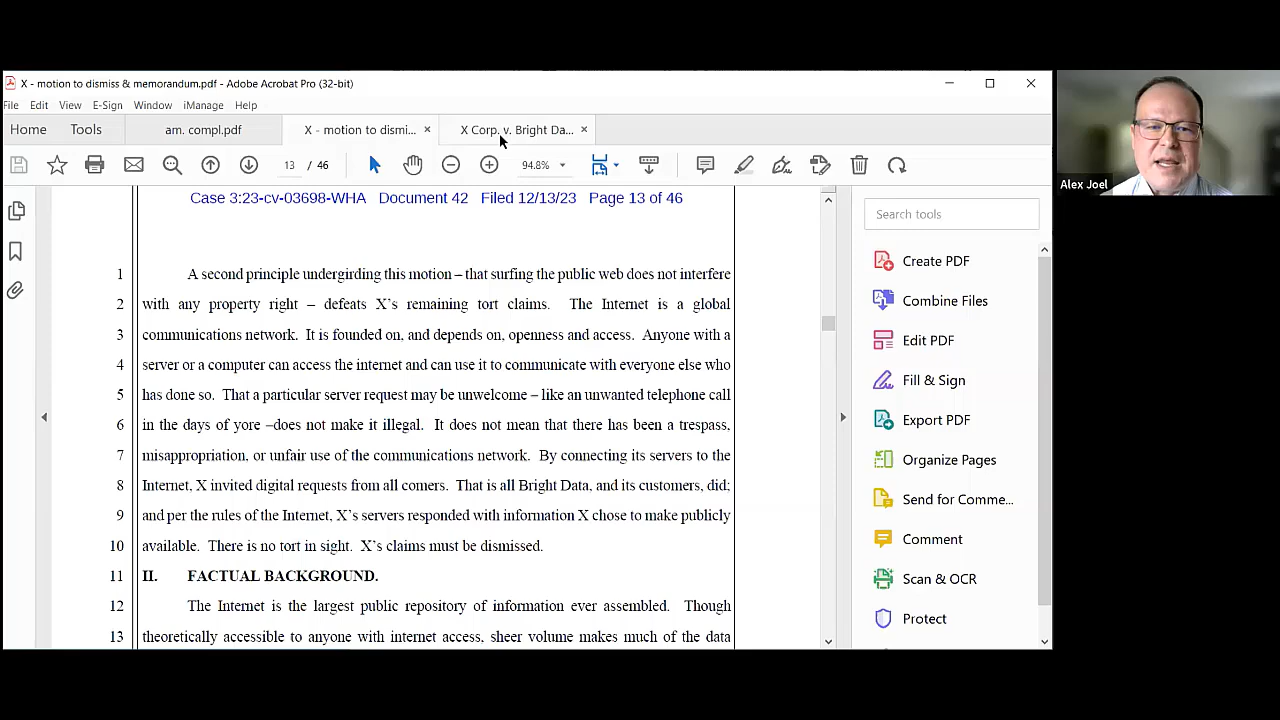 X - motion to dismiss & memorandum.pdf - Adobe Acrobat Pro (32-bit)
File Edit View E-Sign Window iManage Help
Home Tools am. compl.pdf X - motion to dismi... × X Corp. v. Bright Da... ×
13 / 46 94.8%
Case 3:23-cv-03698-WHA Document 42 Filed 12/13/23 Page 13 of 46
1 A second principle undergirding this motion – that surfing the public web does not interfere
2 with any property right – defeats X’s remaining tort claims. The Internet is a global
3 communications network. It is founded on, and depends on, openness and access. Anyone with a
4 server or a computer can access the internet and can use it to communicate with everyone else who
5 has done so. That a particular server request may be unwelcome – like an unwanted telephone call
6 in the days of yore –does not make it illegal. It does not mean that there has been a trespass,
7 misappropriation, or unfair use of the communications network. By connecting its servers to the
8 Internet, X invited digital requests from all comers. That is all Bright Data, and its customers, did;
9 and per the rules of the Internet, X’s servers responded with information X chose to make publicly
10 available. There is no tort in sight. X’s claims must be dismissed.
11 II. FACTUAL BACKGROUND.
12 The Internet is the largest public repository of information ever assembled. Though
13 theoretically accessible to anyone with internet access, sheer volume makes much of the data
Search tools
Create PDF
Combine Files
Edit PDF
Fill & Sign
Export PDF
Organize Pages
Send for Comme...
Comment
Scan & OCR
Protect
Alex Joel